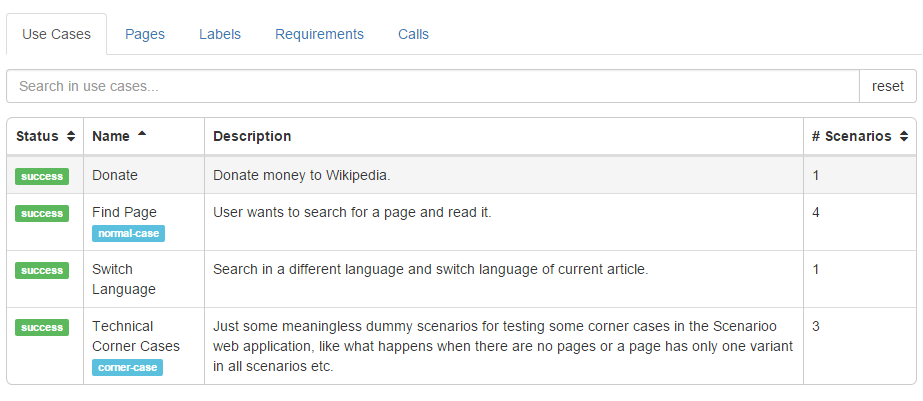 Use Cases Pages Labels Requirements Calls
Search in use cases... reset
Status Name Description # Scenarios
success Donate Donate money to Wikipedia. 1
success Find Page User wants to search for a page and read it. 4
normal-case
success Switch Search in a different language and switch language of current article. 1
Language
success Technical Just some meaningless dummy scenarios for testing some corner cases in the Scenarioo 3
Corner Cases web application, like what happens when there are no pages or a page has only one variant
corner-case in all scenarios etc.